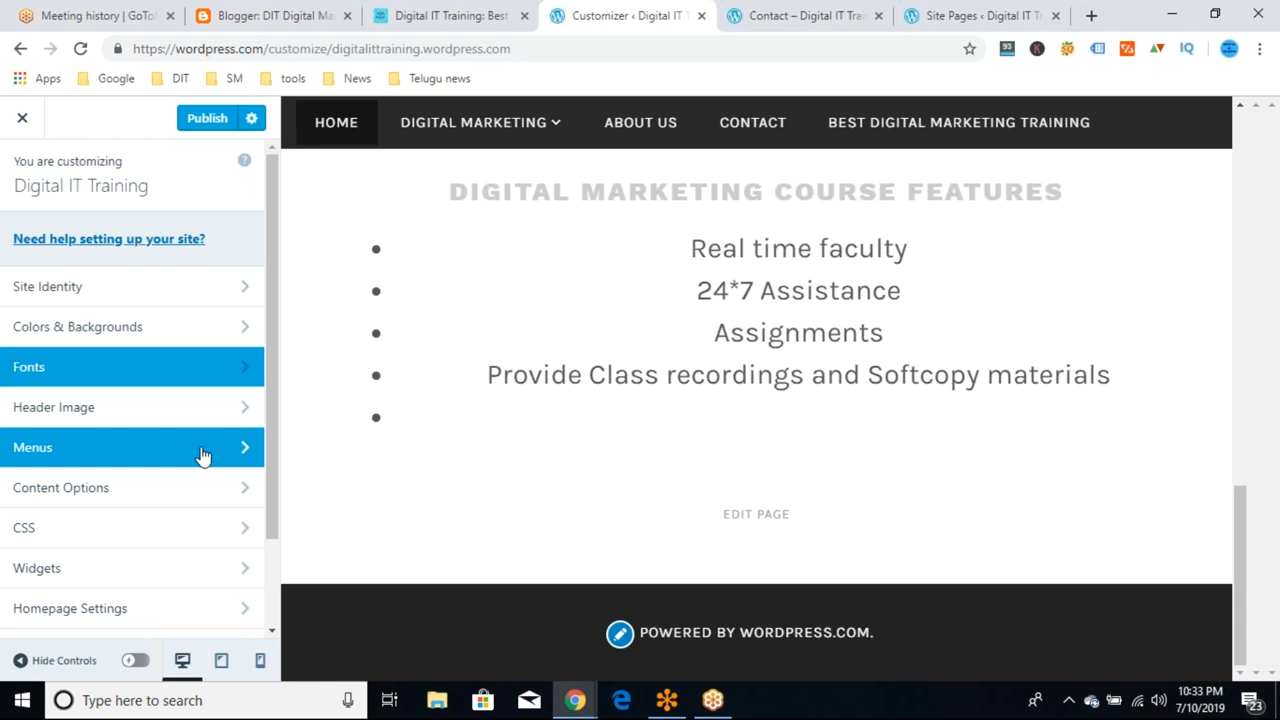 Meeting history | GoToM
Blogger: DIT Digital Ma
Digital IT Training: Best
Customizer ‹ Digital IT T
Contact – Digital IT Trai
Site Pages ‹ Digital IT T
https://wordpress.com/customize/digitalittraining.wordpress.com
93
K
IQ
Apps
Google
DIT
SM
tools
News
Telugu news
Publish
You are customizing
Digital IT Training
Need help setting up your site?
Site Identity
Colors & Backgrounds
Fonts
Header Image
Menus
Content Options
CSS
Widgets
Homepage Settings
Hide Controls
HOME
DIGITAL MARKETING
ABOUT US
CONTACT
BEST DIGITAL MARKETING TRAINING
DIGITAL MARKETING COURSE FEATURES
• Real time faculty
• 24*7 Assistance
• Assignments
• Provide Class recordings and Softcopy materials
•
EDIT PAGE
POWERED BY WORDPRESS.COM.
Type here to search
10:33 PM
7/10/2019
23